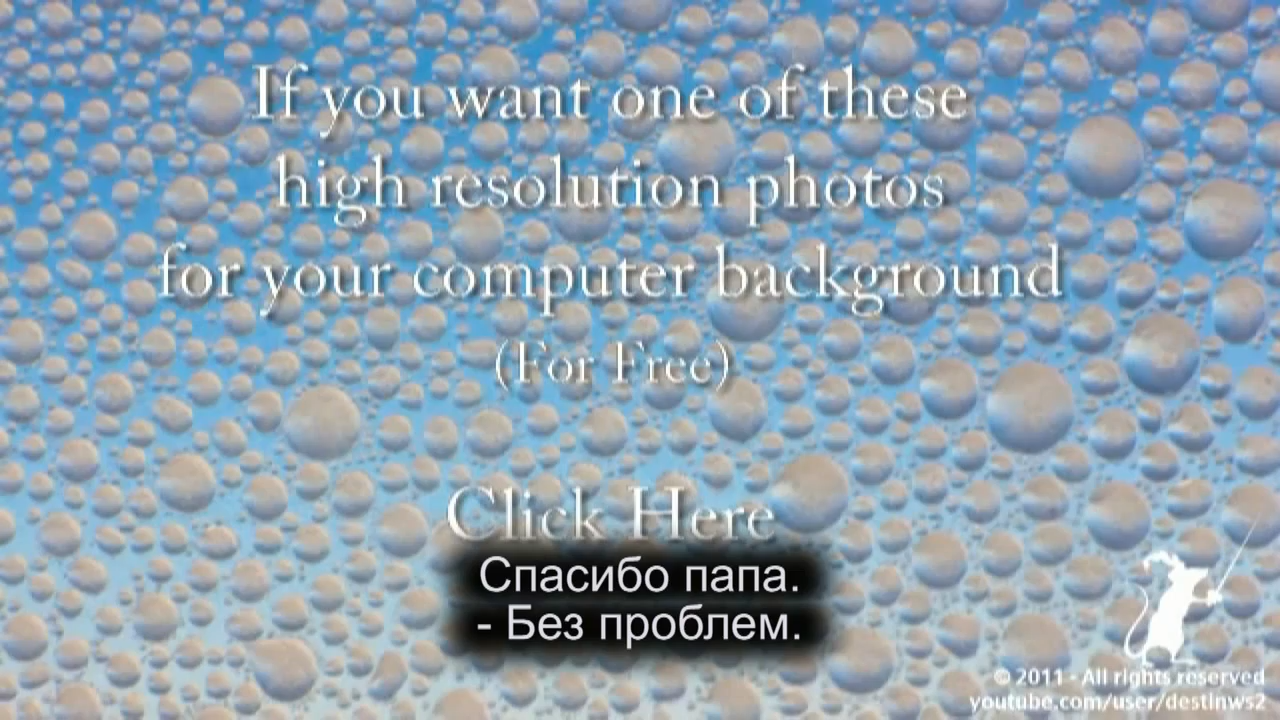 If you want one of these
high resolution photos
for your computer background
(For Free)
Click Here
Спасибо папа.
- Без проблем.
© 2011 - All rights reserved
youtube.com/user/destinws2